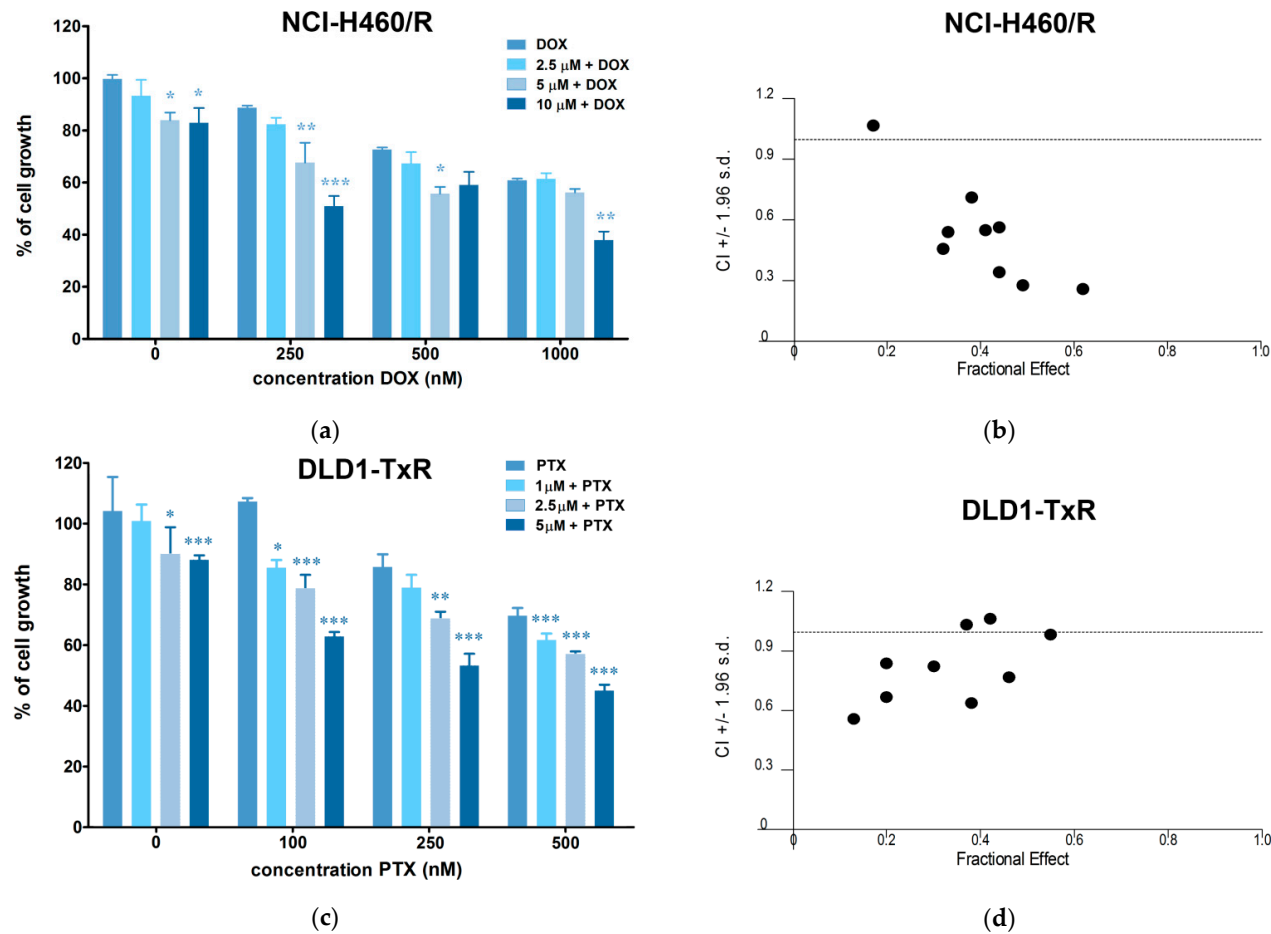 NCI-H460/R
120
100
80
60
40
20
0
% of cell growth
DOX
2.5 µM + DOX
5 µM + DOX
10 µM + DOX
* *
** ***
*
**
0 250 500 1000
concentration DOX (nM)
(a)
NCI-H460/R
1.2
0.9
0.6
0.3
0
CI +/- 1.96 s.d.
0 0.2 0.4 0.6 0.8 1.0
Fractional Effect
(b)
DLD1-TxR
120
100
80
60
40
20
0
% of cell growth
PTX
1µM + PTX
2.5µM + PTX
5µM + PTX
* ***
* *** ***
** ***
*** *** ***
0 100 250 500
concentration PTX (nM)
(c)
DLD1-TxR
1.2
0.9
0.6
0.3
0
CI +/- 1.96 s.d.
0 0.2 0.4 0.6 0.8 1.0
Fractional Effect
(d)